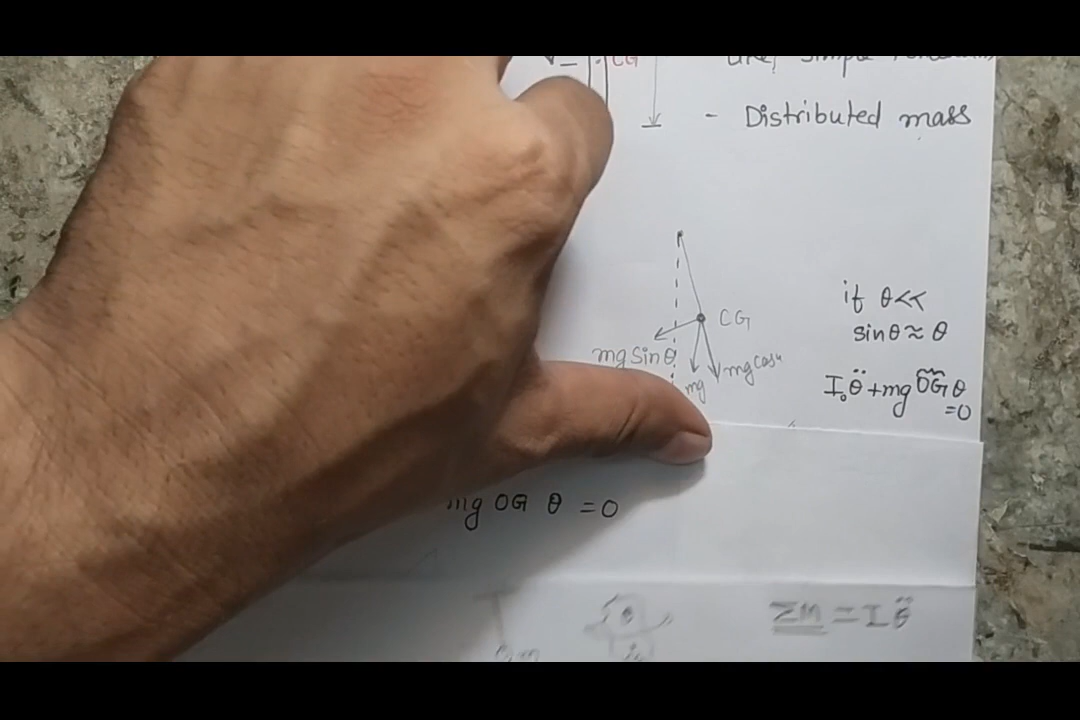 CG
- Distributed mass
CG
mg sinθ
mg
mg cos
if θ<<
sinθ ≈ θ
I₀θ̈ + mg OG θ
=0
mg OG θ = 0
ΣM = Iθ̈